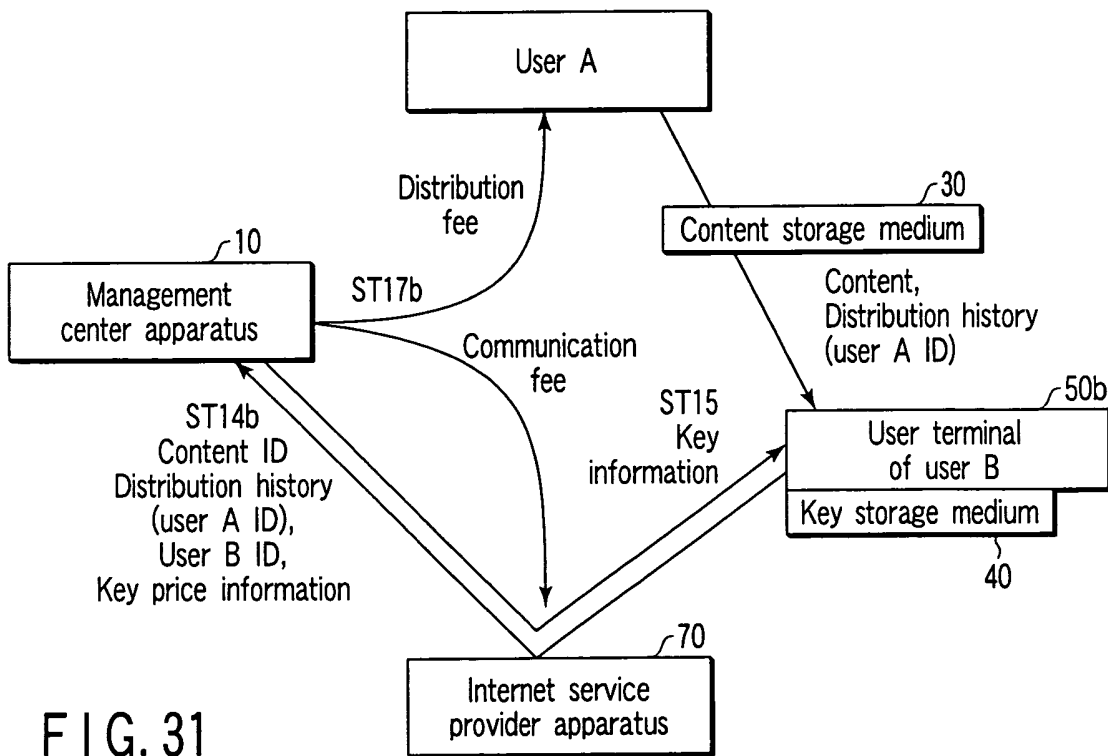 User A
Distribution
fee
30
Content storage medium
10
Management
center apparatus
ST17b
Content,
Distribution history
(user A ID)
Communication
fee
50b
User terminal
of user B
Key storage medium
40
ST14b
Content ID
Distribution history
(user A ID),
User B ID,
Key price information
ST15
Key
information
70
Internet service
provider apparatus
FIG. 31